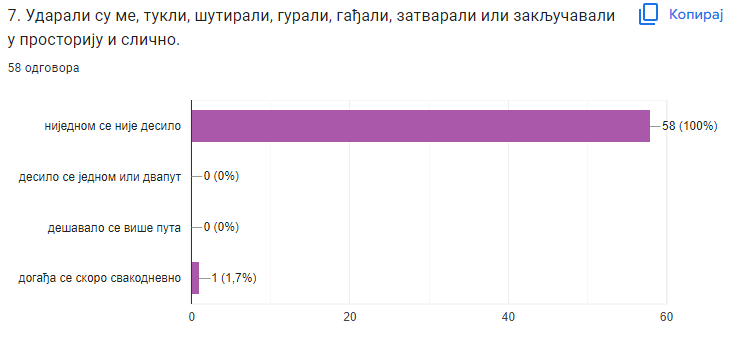 7. Ударали су ме, тукли, шутирали, гурали, гађали, затварали или закључавали
у просторију и слично.
Копирај
58 одговора
ниједном се није десило
58 (100%)
десило се једном или двапут
0 (0%)
дешавало се више пута
0 (0%)
догађа се скоро свакодневно
1 (1,7%)
0
20
40
60